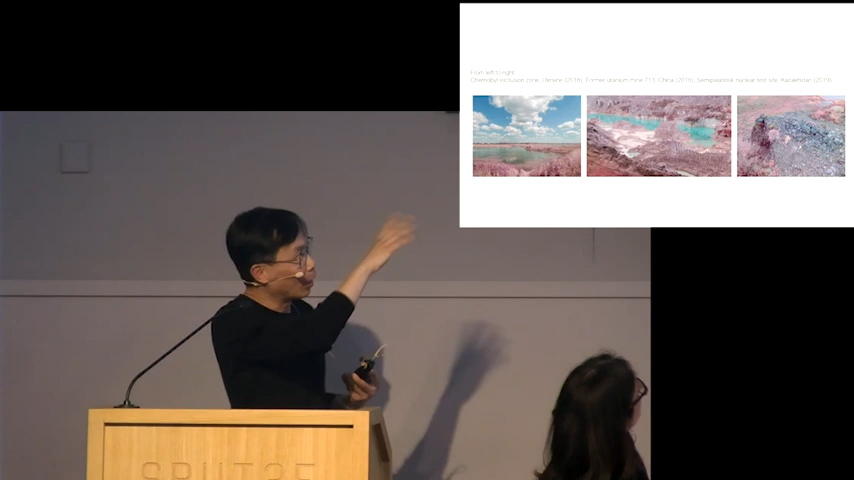 From left to right:
Chernobyl exclusion zone, Ukraine (2018), Former uranium mine 711, China (2018), Semipalatinsk nuclear test site, Kazakhstan (2019)